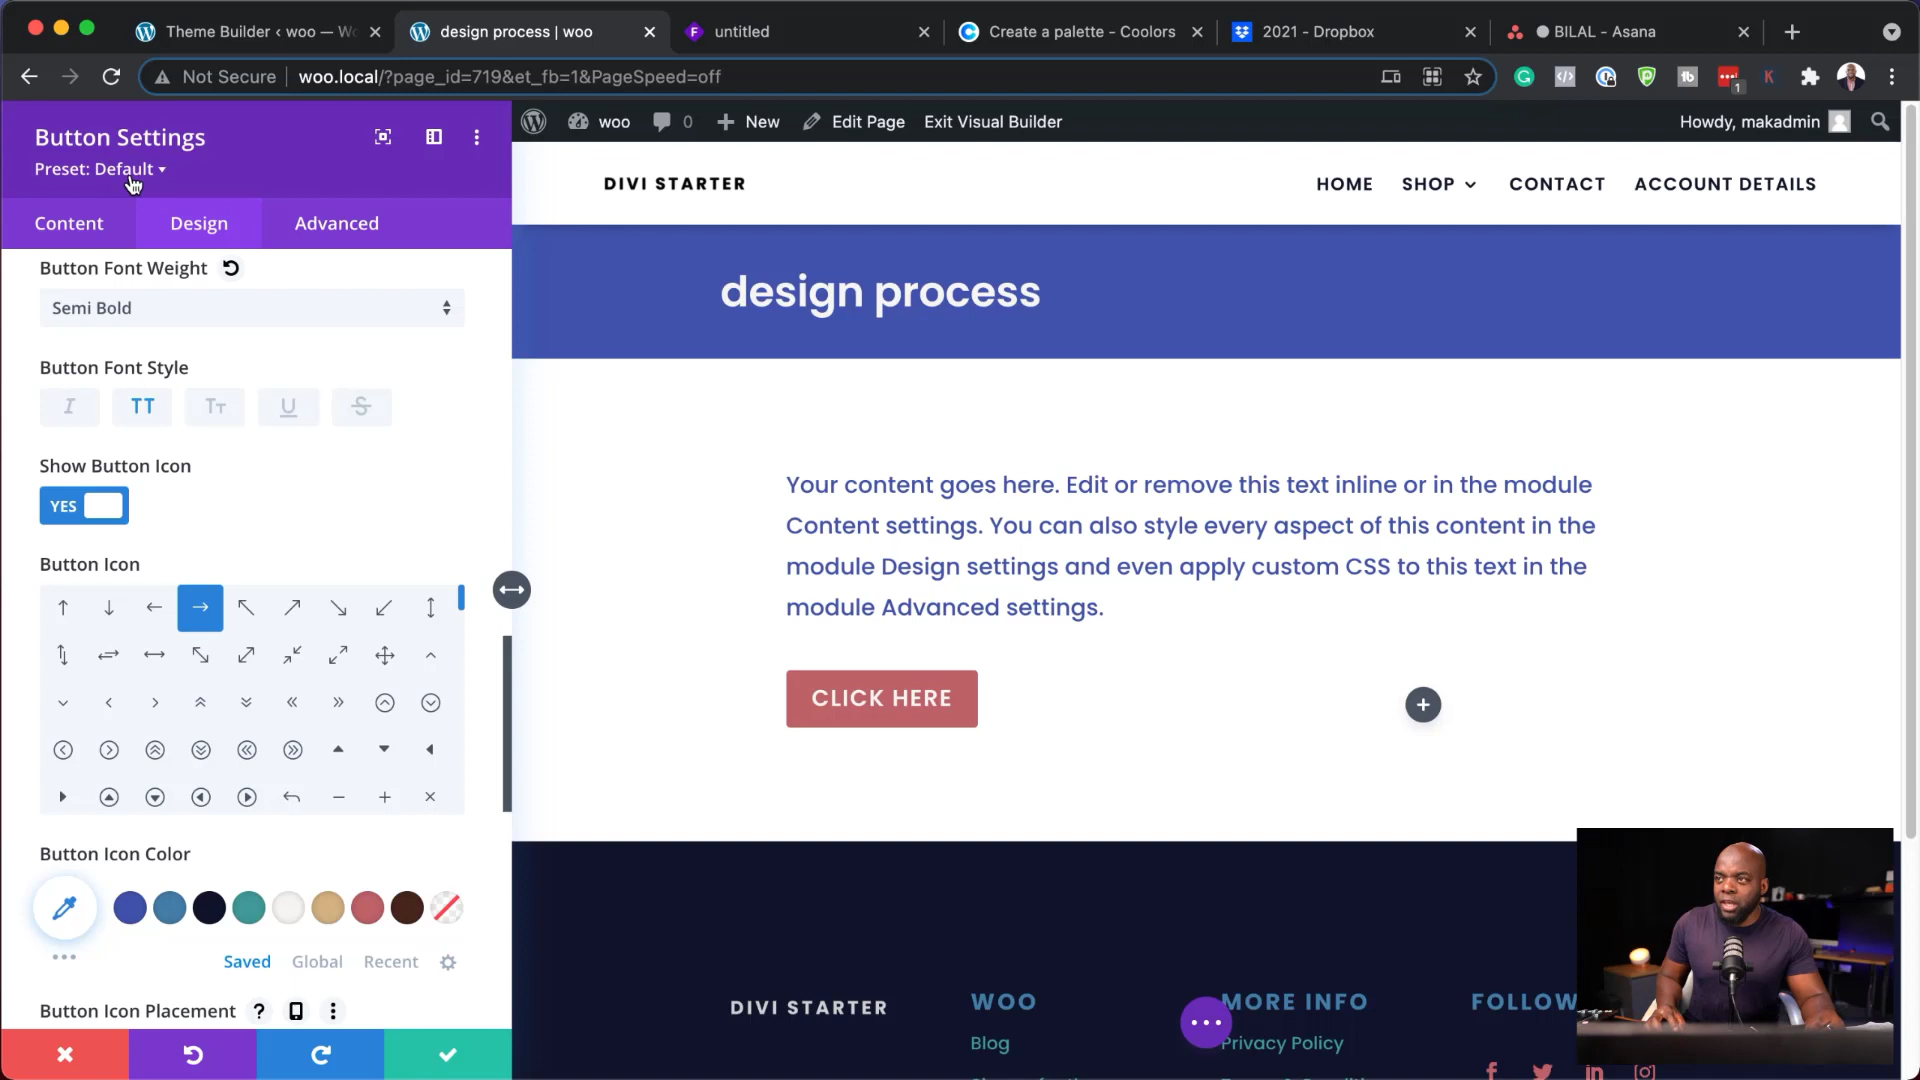 Theme Builder ‹ woo — Wo
design process | woo
untitled
Create a palette - Coolors
2021 - Dropbox
BILAL - Asana
Not Secure
woo.local/?page_id=719&et_fb=1&PageSpeed=off
Button Settings
Preset: Default
Content
Design
Advanced
Button Font Weight
Semi Bold
Button Font Style
I
TT
Tт
U
S
Show Button Icon
YES
Button Icon
Button Icon Color
Saved
Global
Recent
Button Icon Placement
woo
0
New
Edit Page
Exit Visual Builder
Howdy, makadmin
DIVI STARTER
HOME
SHOP
CONTACT
ACCOUNT DETAILS
design process
Your content goes here. Edit or remove this text inline or in the module
Content settings. You can also style every aspect of this content in the
module Design settings and even apply custom CSS to this text in the
module Advanced settings.
CLICK HERE
DIVI STARTER
WOO
Blog
MORE INFO
Privacy Policy
FOLLOW